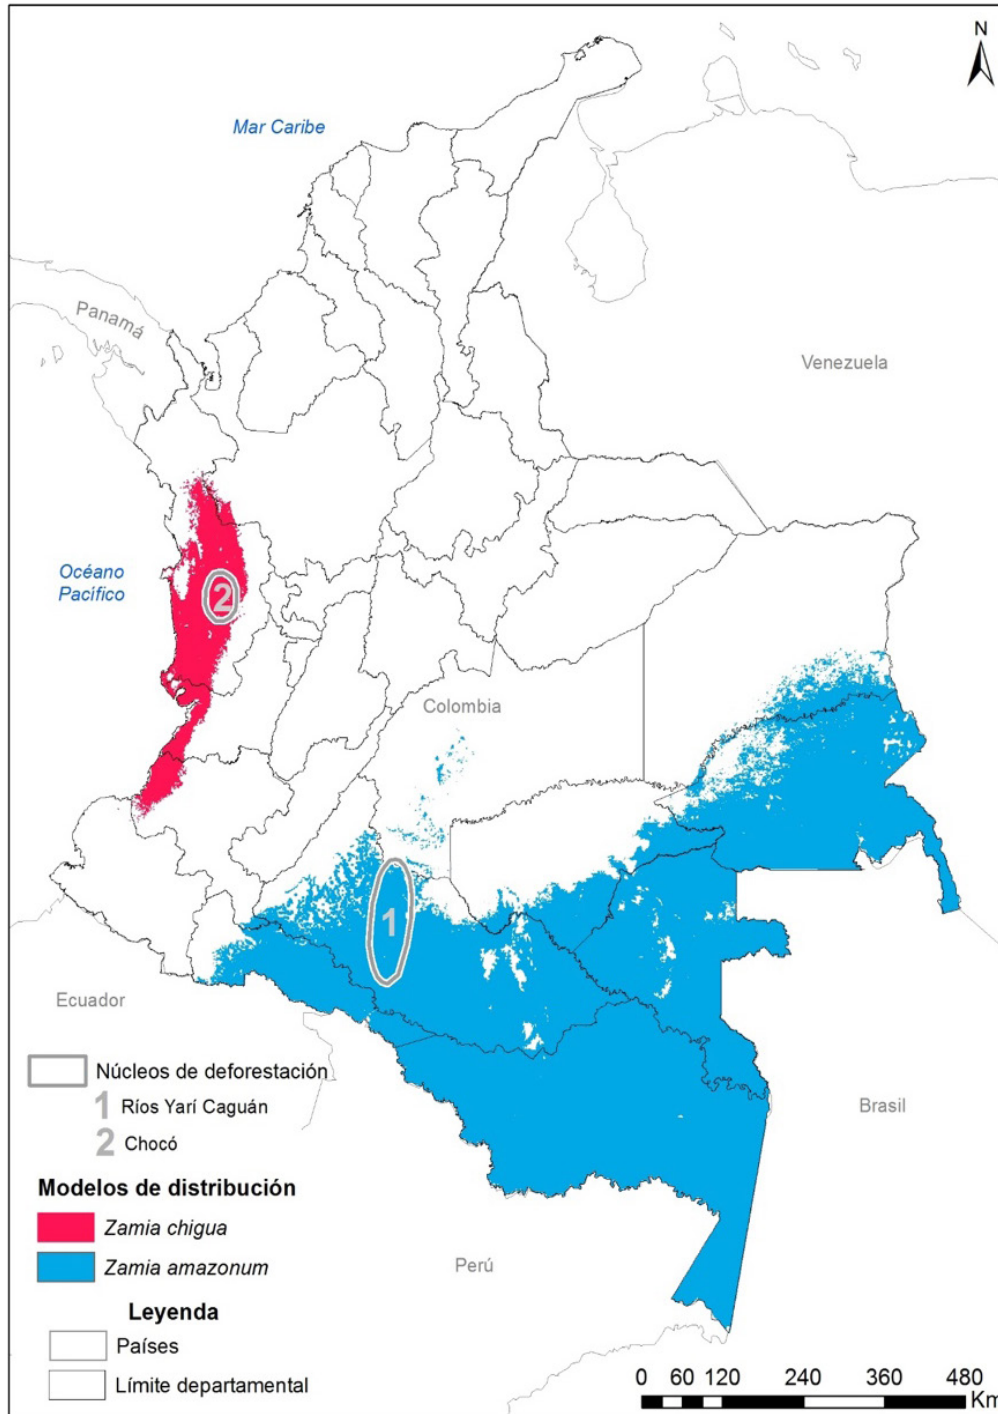 N
Mar Caribe
Panamá
Venezuela
Océano
Pacífico
2
Colombia
1
Ecuador
Núcleos de deforestación
1 Ríos Yarí Caguán
2 Chocó
Brasil
Modelos de distribución
Zamia chigua
Zamia amazonum
Perú
Leyenda
Países
Límite departamental
0 60 120 240 360 480
Km